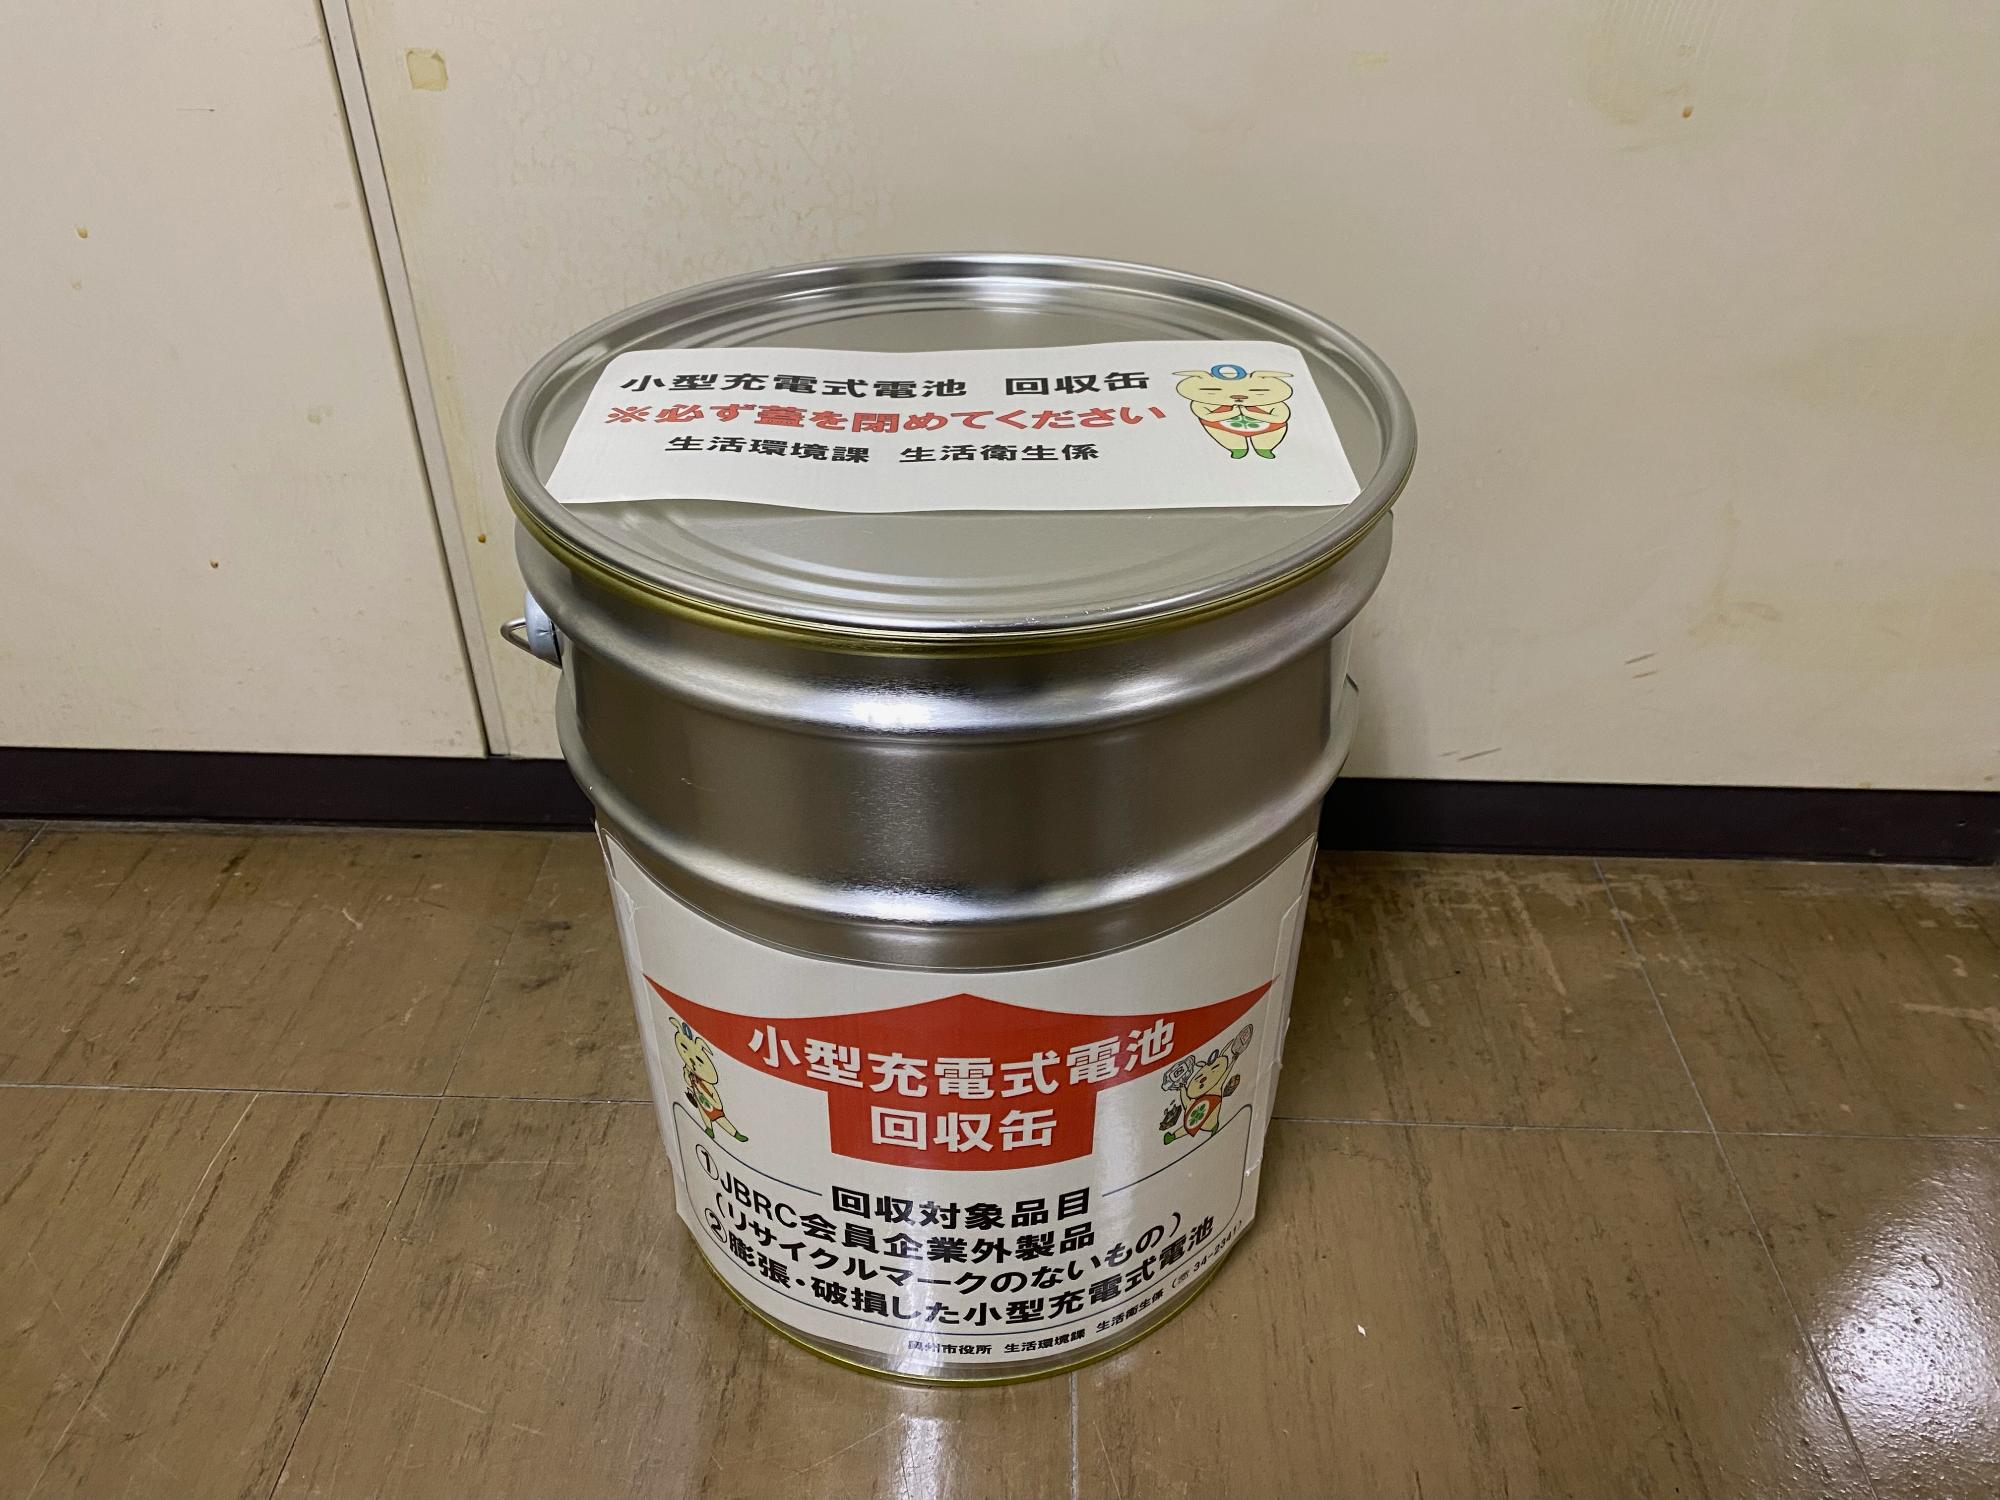 小型充電式電池 回収缶
※必ず蓋を閉めてください
生活環境課 生活衛生係
小型充電式電池
回収缶
回収対象品目
①JBRC会員企業外製品
(リサイクルマークのないもの)
②膨張・破損した小型充電式電池
奥州市役所 生活環境課 生活衛生係 (☏ 34-2341)